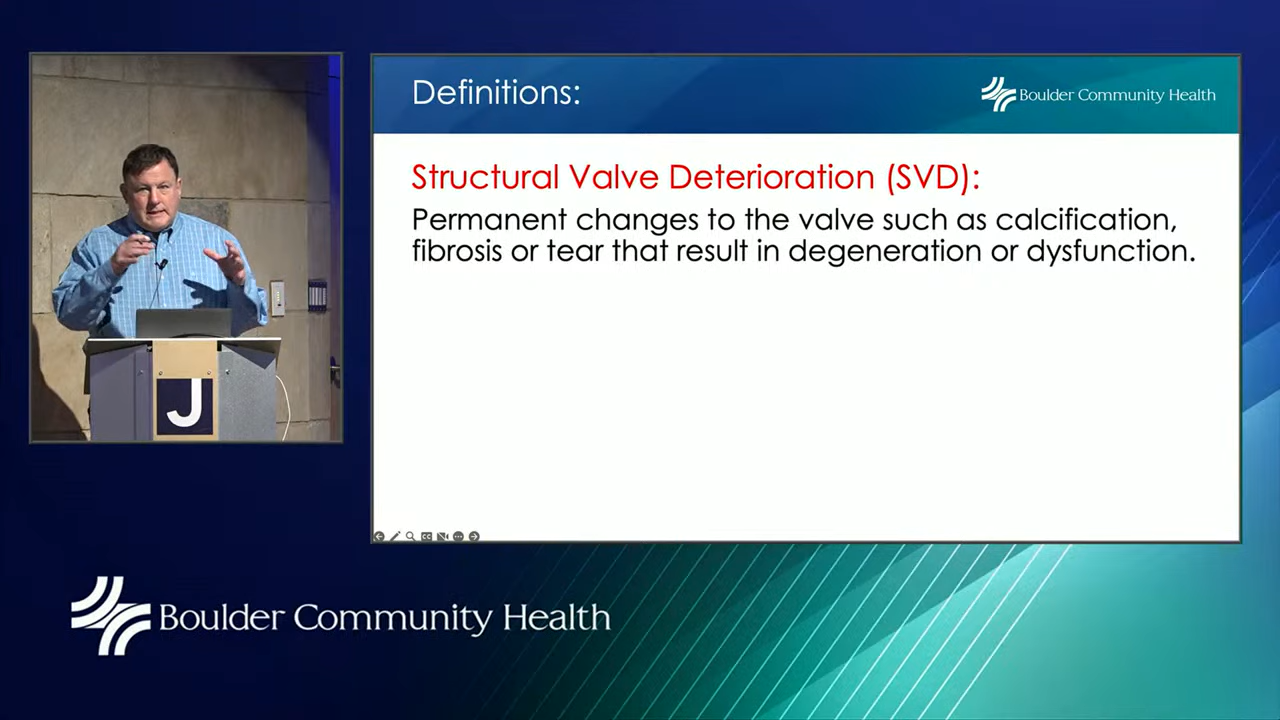 Definitions:
Boulder Community Health
Structural Valve Deterioration (SVD):
Permanent changes to the valve such as calcification,
fibrosis or tear that result in degeneration or dysfunction.
J
Boulder Community Health